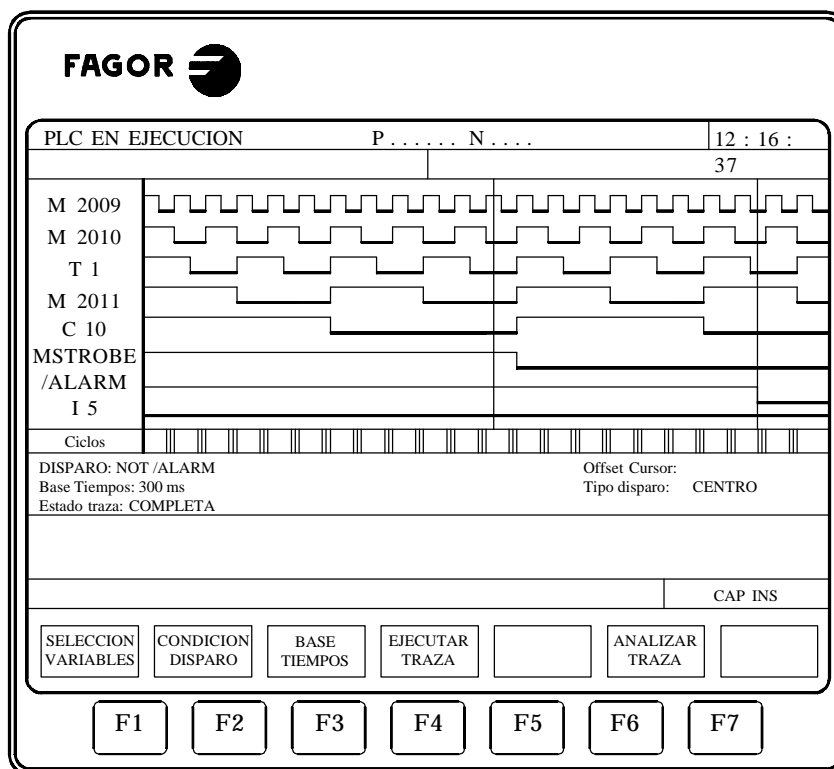 FAGOR
PLC EN EJECUCION P . . . . . . N . . . . 12 : 16 :
37
M 2009
M 2010
T 1
M 2011
C 10
MSTROBE
/ALARM
I 5
Ciclos
DISPARO: NOT /ALARM Offset Cursor:
Base Tiempos: 300 ms Tipo disparo: CENTRO
Estado traza: COMPLETA
CAP INS
SELECCION VARIABLES
CONDICION DISPARO
BASE TIEMPOS
EJECUTAR TRAZA
ANALIZAR TRAZA
F1 F2 F3 F4 F5 F6 F7